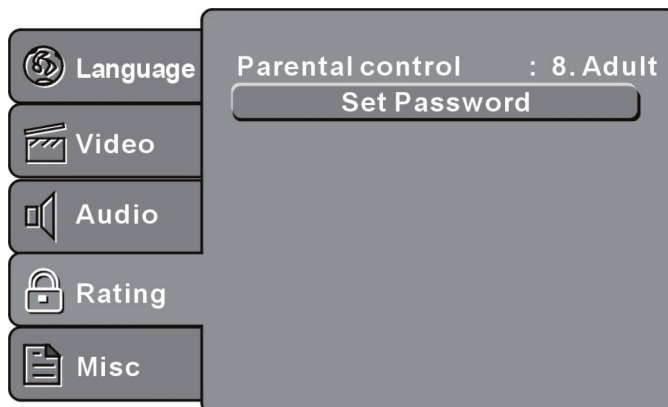 Language
Video
Audio
Rating
Misc
Parental control : 8. Adult
Set Password